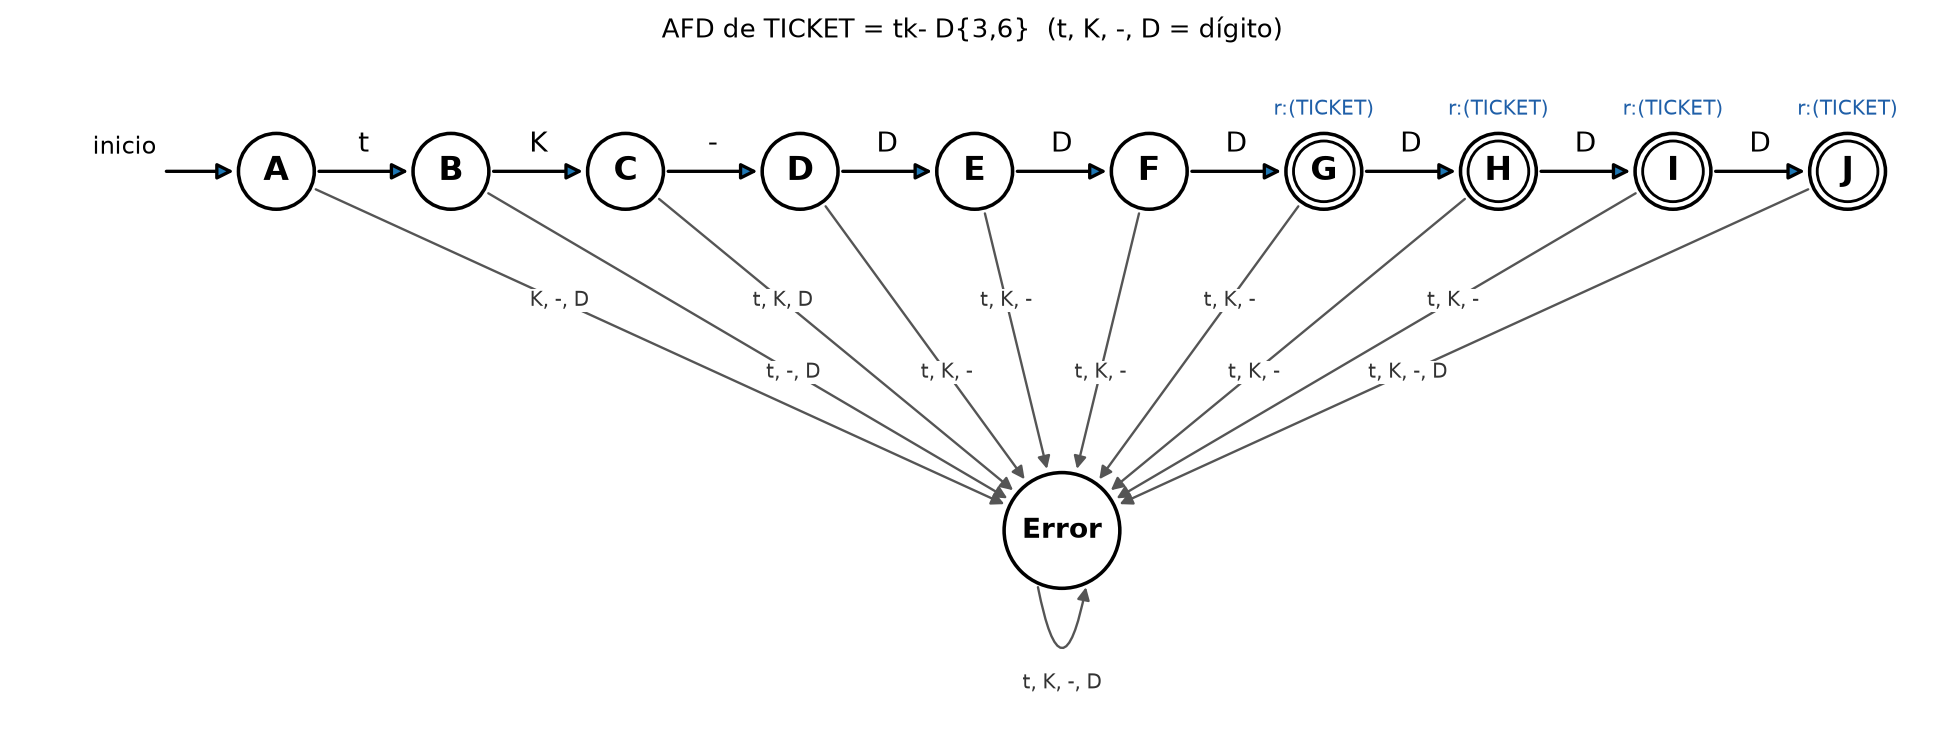 AFD de TICKET = tk- D{3,6}  (t, K, -, D = dígito)
r:(TICKET) r:(TICKET) r:(TICKET) r:(TICKET)
inicio t K - D D D D D D
A B C D E F G H I J
K, -, D t, K, D t, K, - t, K, - t, K, -
t, -, D t, K, - t, K, - t, K, - t, K, -, D
Error
t, K, -, D